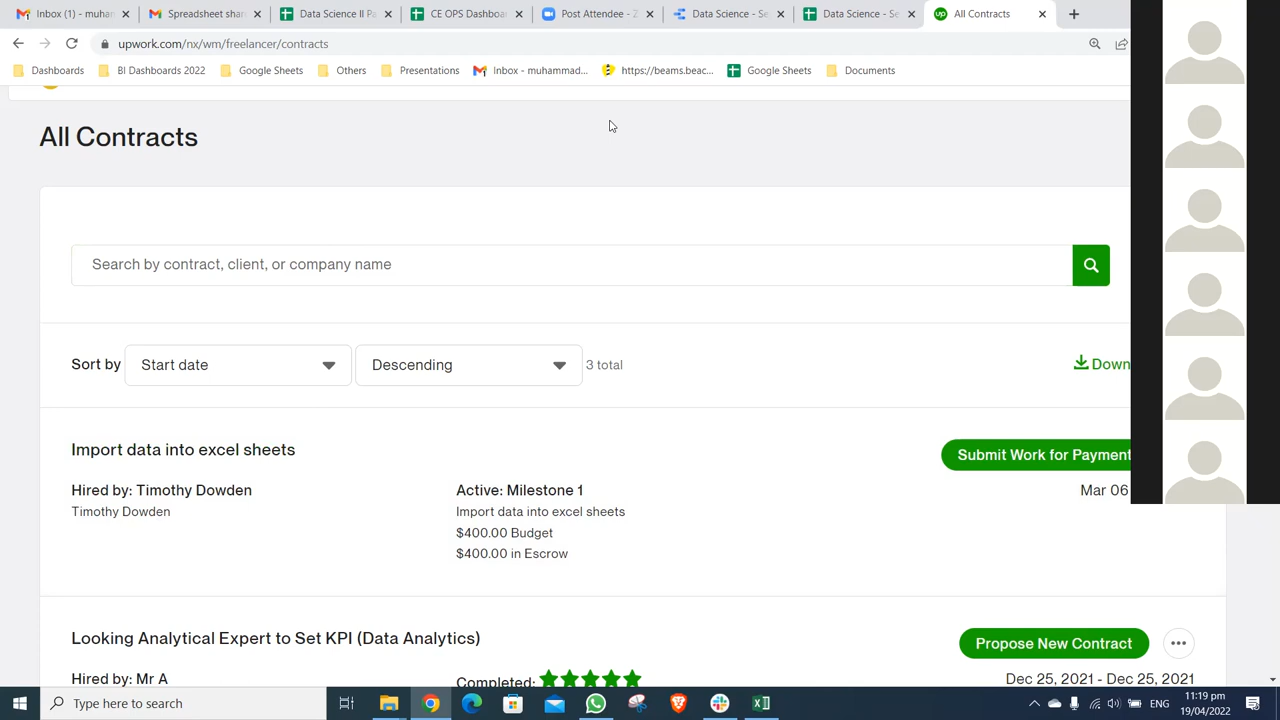 Inbox (1) - muhan
Spreadsheet sh
Data Science II Pa
CE OPS Dashboa
Post Attendee - Z
Data Science - Se
Data Science - Se
All Contracts
upwork.com/nx/wm/freelancer/contracts
Dashboards
BI Dashboards 2022
Google Sheets
Others
Presentations
Inbox - muhammad...
https://beams.beac...
Google Sheets
Documents
All Contracts
Search by contract, client, or company name
Sort by
Start date
Descending
3 total
Down
Import data into excel sheets
Submit Work for Payment
Hired by: Timothy Dowden
Active: Milestone 1
Mar 06
Timothy Dowden
Import data into excel sheets
$400.00 Budget
$400.00 in Escrow
Looking Analytical Expert to Set KPI (Data Analytics)
Propose New Contract
Hired by: Mr A
Completed:
Dec 25, 2021 - Dec 25, 2021
Type here to search
ENG
11:19 pm
19/04/2022